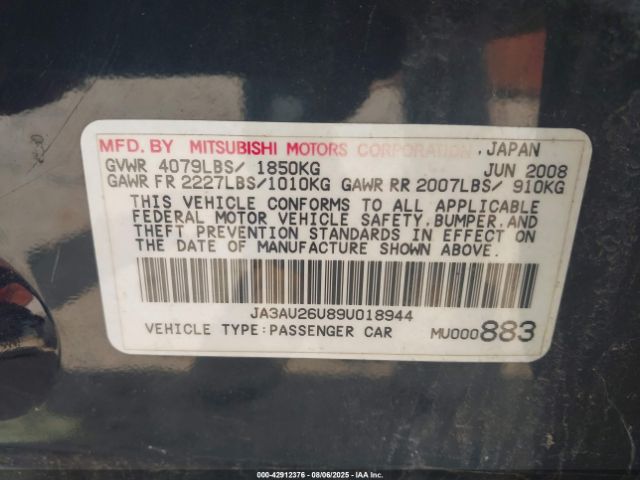 MFD. BY MITSUBISHI MOTORS CORPORATION, JAPAN
GVWR 4079LBS/ 1850KG JUN 2008
GAWR FR 2227LBS/1010KG GAWR RR 2007LBS/ 910KG
THIS VEHICLE CONFORMS TO ALL APPLICABLE
FEDERAL MOTOR VEHICLE SAFETY, BUMPER, AND
THEFT PREVENTION STANDARDS IN EFFECT ON
THE DATE OF MANUFACTURE SHOWN ABOVE.
JA3AU26U89U018944
VEHICLE TYPE:PASSENGER CAR MU000883
000-42912376 - 08/06/2025 - IAAI.COM